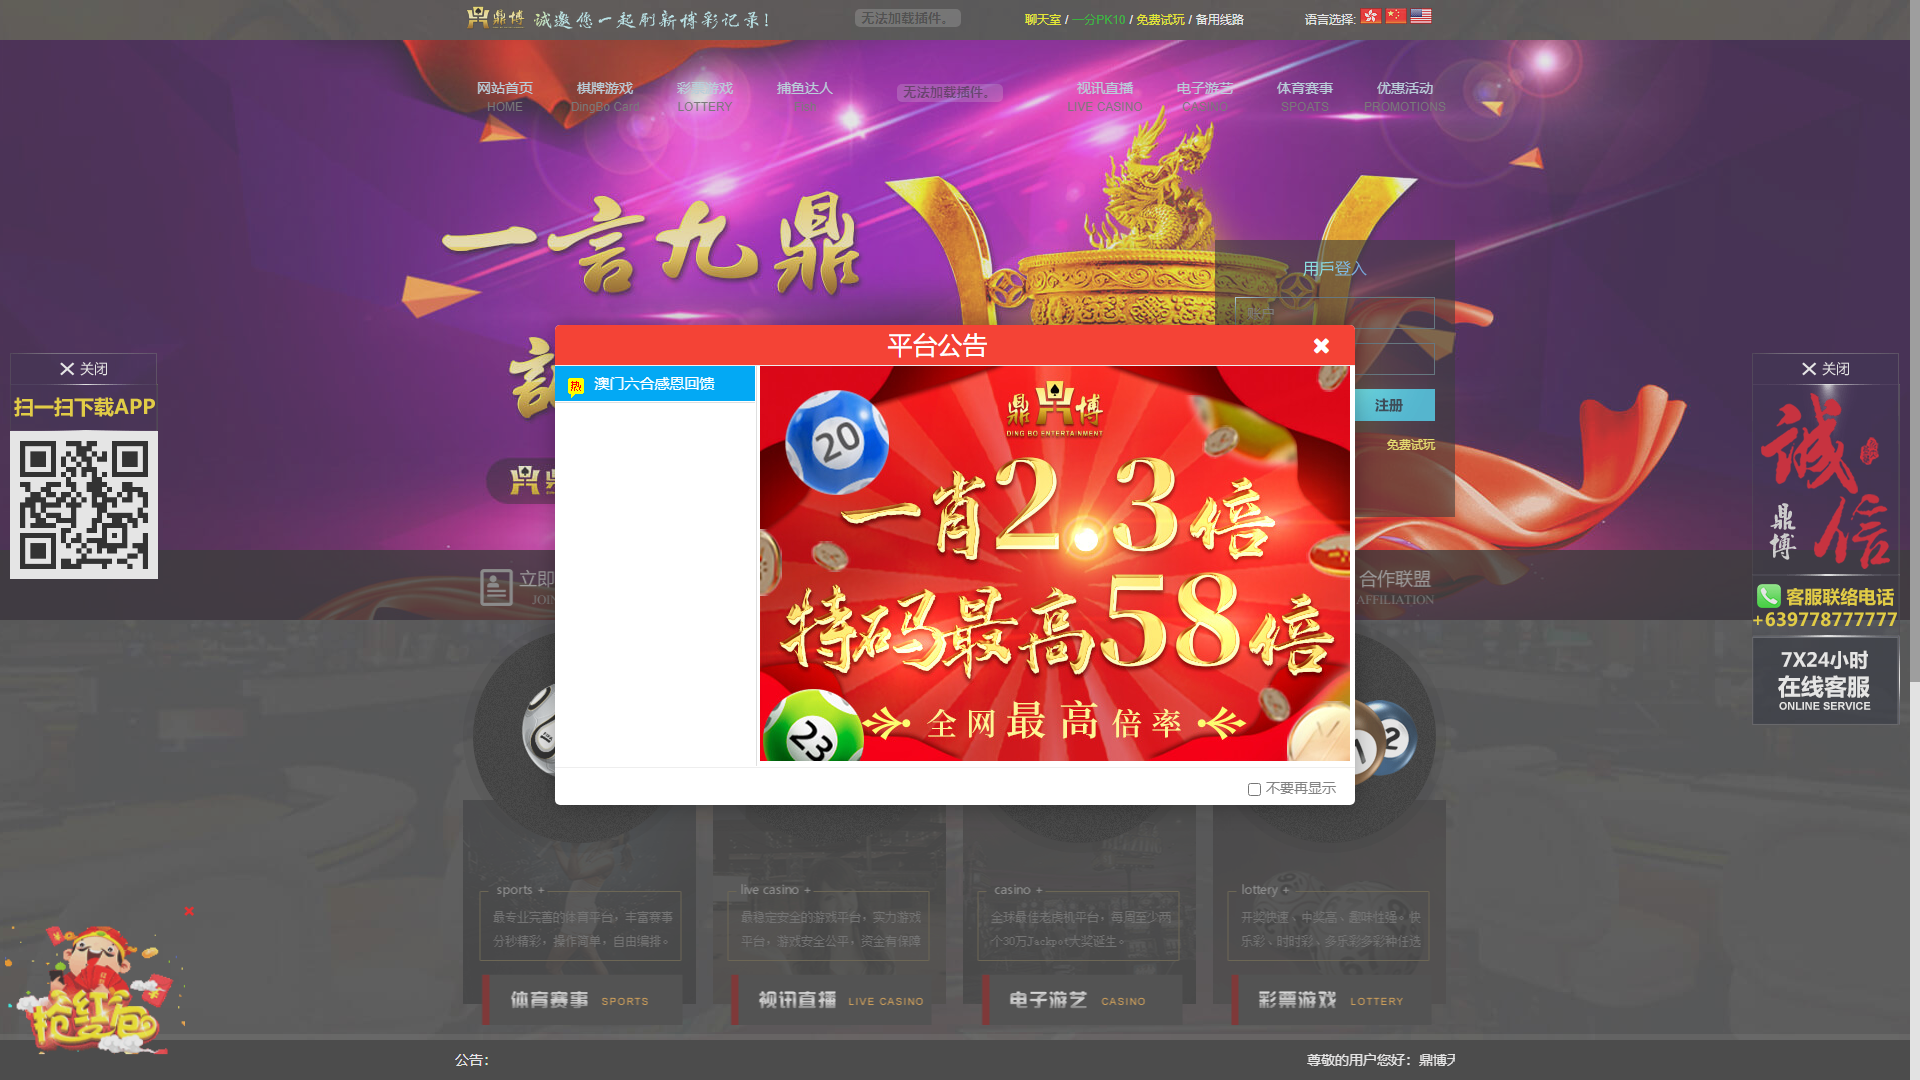 鼎博 诚邀您一起刷新博彩记录!
无法加载插件。
聊天室 / 一分PK10 / 免费试玩 / 备用线路
语言选择:
网站首页
HOME
棋牌游戏
DingBo Card
彩票游戏
LOTTERY
捕鱼达人
无法加载插件。
视讯直播
LIVE CASINO
电子游艺
CASINO
体育赛事
SPOATS
优惠活动
PROMOTIONS
一言九鼎
用戶登入
帐户
平台公告
关闭
扫一扫下载APP
热 澳门六合感恩回馈
鼎博
DING BO ENTERTAINMENT
20
一肖2.3倍
特码最高58倍
全网最高倍率
23
注册
免费试玩
关闭
诚信
鼎博
客服联络电话
+639778777777
7X24小时
在线客服
ONLINE SERVICE
立即
JOIN
合作联盟
AFFILIATION
2
不要再显示
sports +
最专业完善的体育平台，丰富赛事
分秒精彩，操作简单，自由编排。
体育赛事 SPORTS
live casino +
最稳定安全的游戏平台，实力游戏
平台，游戏安全公平，资金有保障
视讯直播 LIVE CASINO
casino +
全球最佳老虎机平台，每周至少两
个30万Jackpot大奖诞生。
电子游艺 CASINO
lottery +
开奖快速、中奖高、趣味性强。快
乐彩、时时彩、多乐彩多彩种任选
彩票游戏 LOTTERY
抢红包
公告：
尊敬的用户您好：鼎博